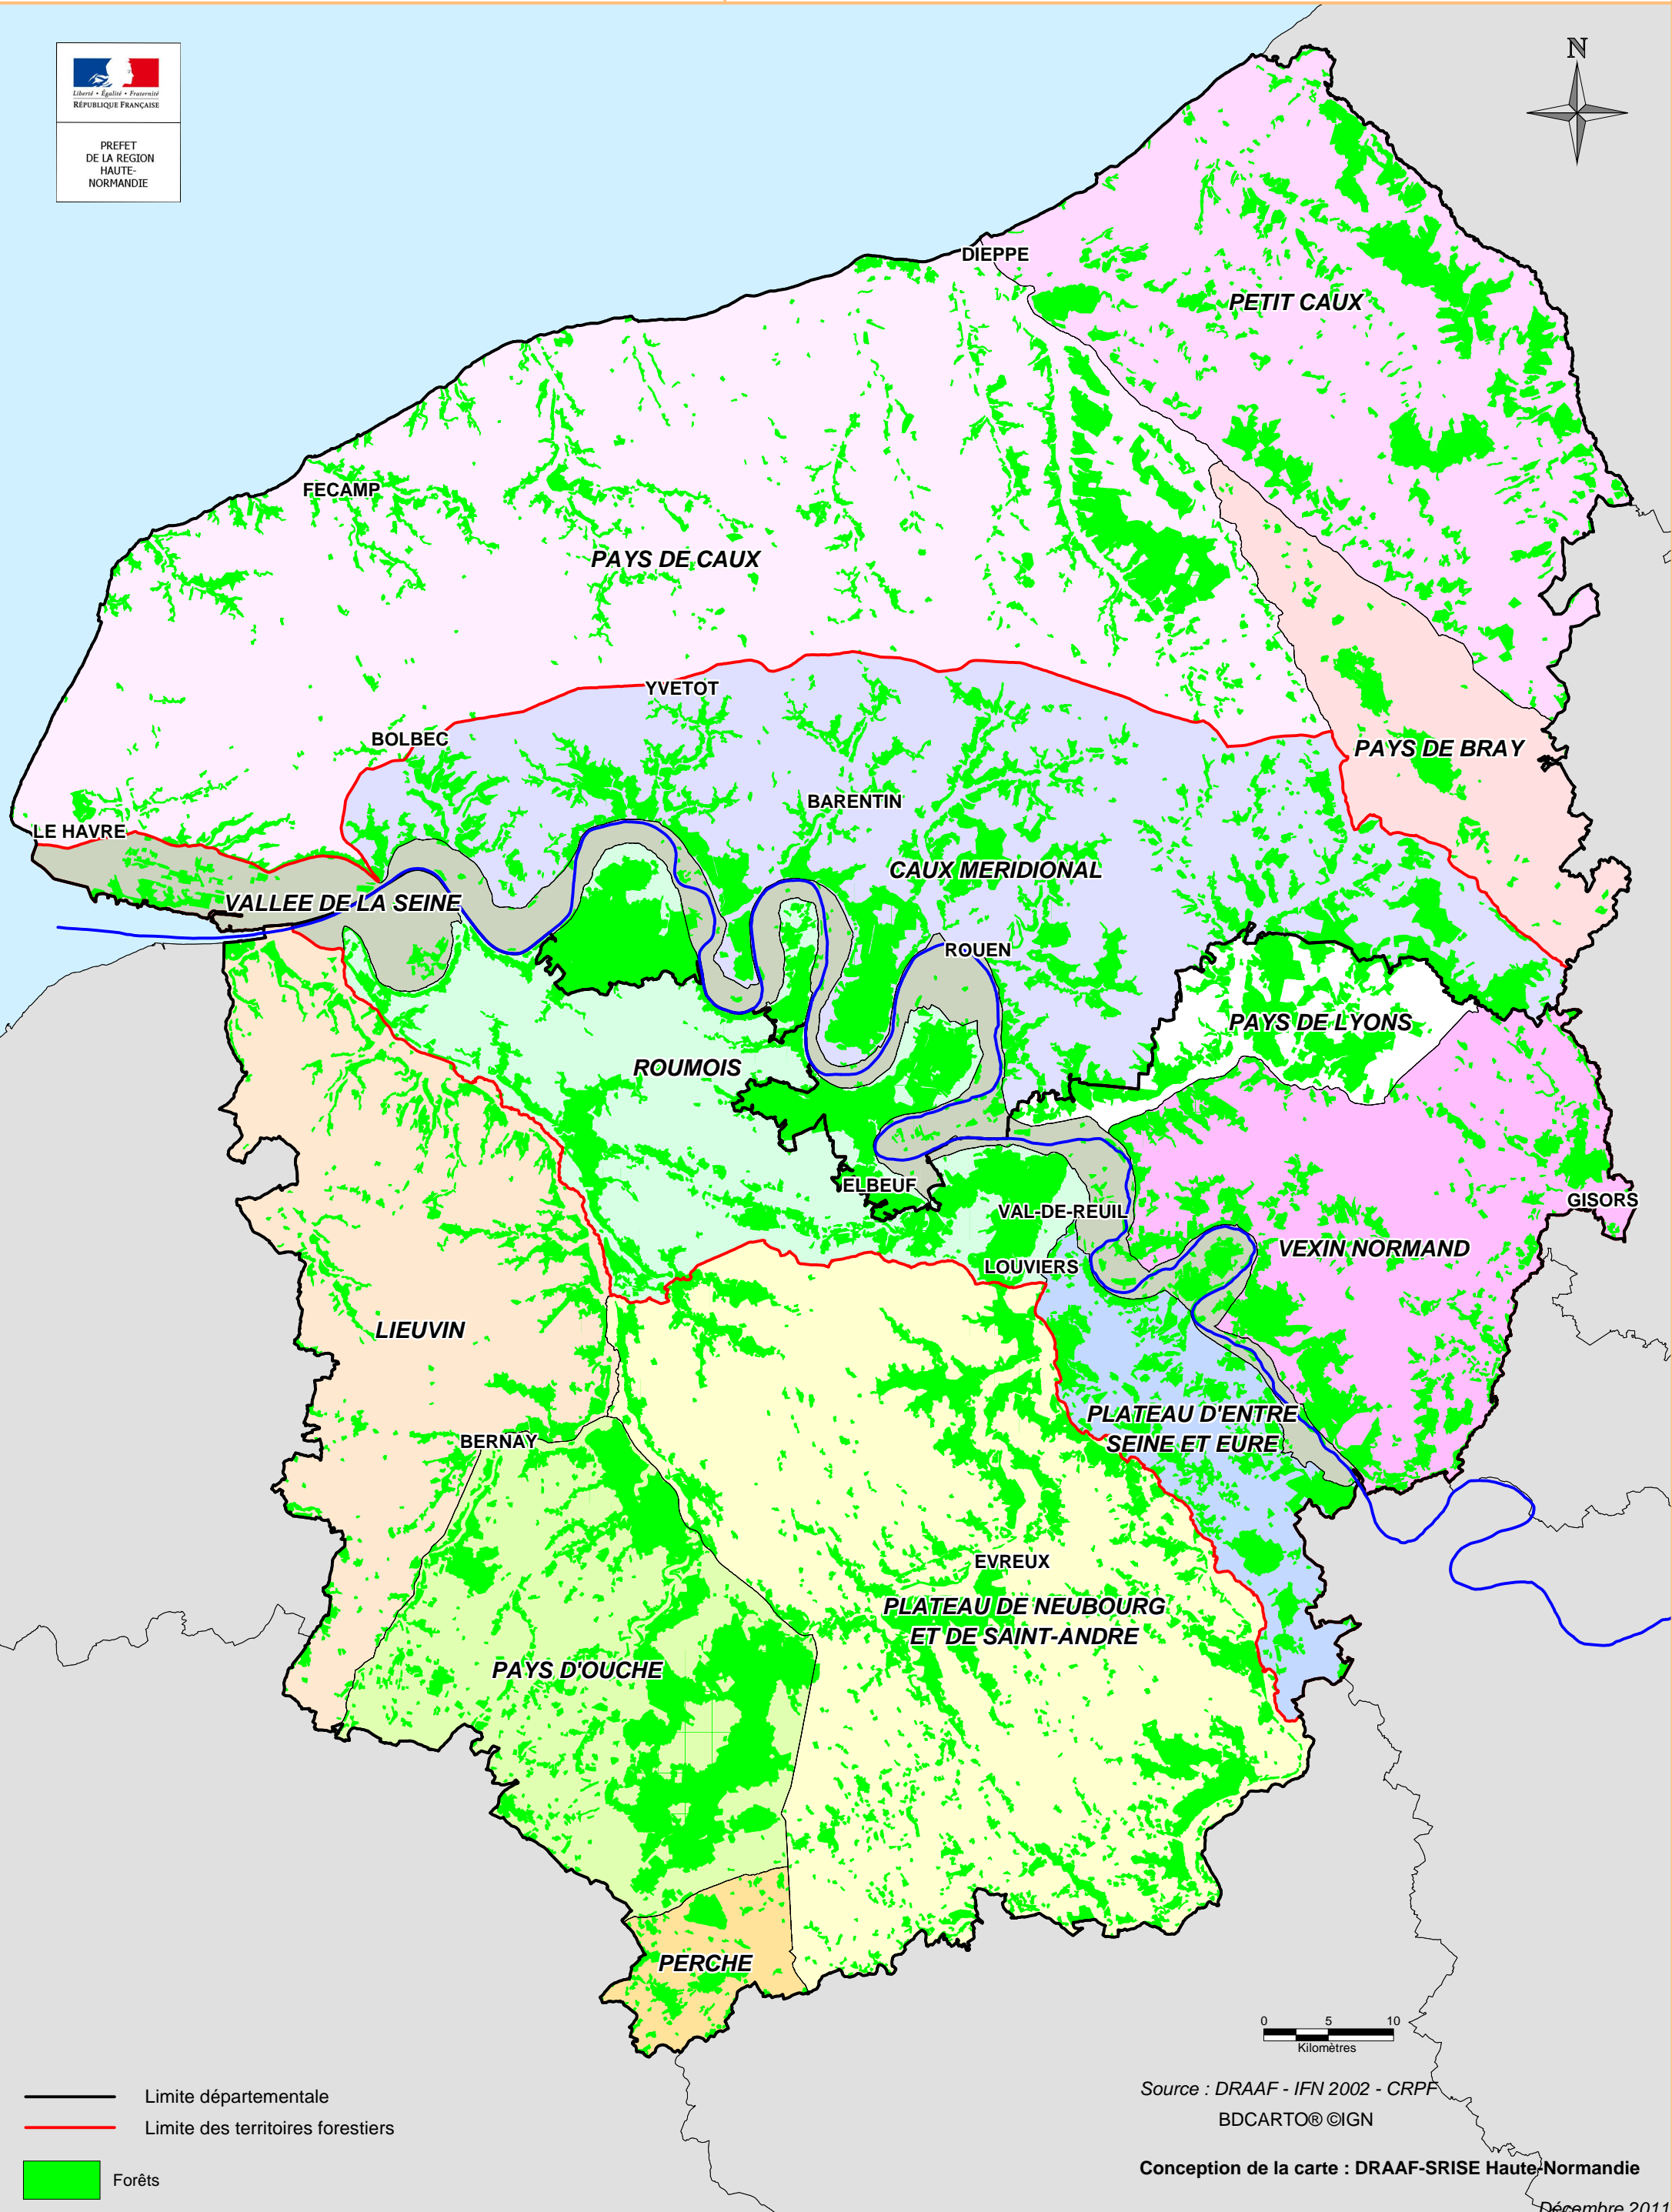 Liberté • Égalité • Fraternité
RÉPUBLIQUE FRANÇAISE
PREFET
DE LA REGION
HAUTE-
NORMANDIE
N
DIEPPE
PETIT CAUX
FECAMP
PAYS DE CAUX
YVETOT
BOLBEC
PAYS DE BRAY
BARENTIN
LE HAVRE
CAUX MERIDIONAL
VALLEE DE LA SEINE
ROUEN
PAYS DE LYONS
ROUMOIS
ELBEUF
GISORS
VAL-DE-REUIL
VEXIN NORMAND
LOUVIERS
LIEUVIN
PLATEAU D'ENTRE
SEINE ET EURE
BERNAY
EVREUX
PLATEAU DE NEUBOURG
ET DE SAINT-ANDRE
PAYS D'OUCHE
PERCHE
0 5 10
Kilomètres
Limite départementale
Limite des territoires forestiers
Forêts
Source : DRAAF - IFN 2002 - CRPF
BDCARTO® ©IGN
Conception de la carte : DRAAF-SRISE Haute-Normandie
Décembre 2011